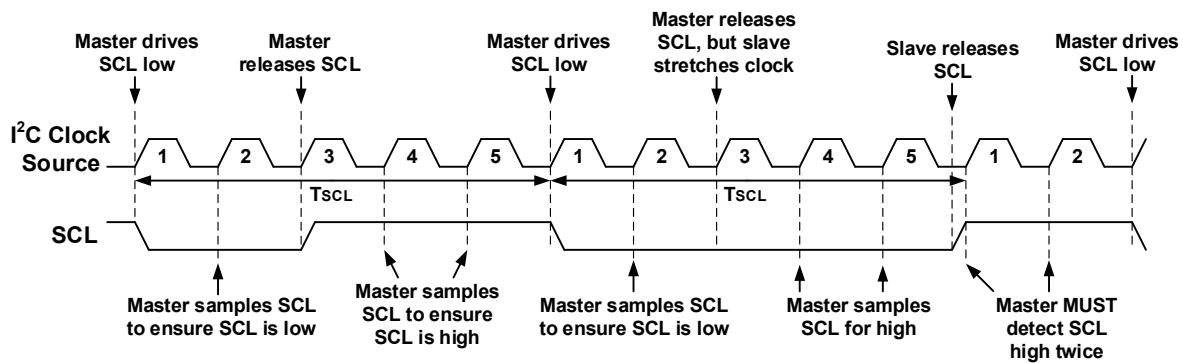 Master drives
SCL low
Master
releases SCL
Master drives
SCL low
Master releases
SCL, but slave
stretches clock
Slave releases
SCL
Master drives
SCL low
I²C Clock
Source
1 2 3 4 5 1 2 3 4 5 1 2
TSCL TSCL
SCL
Master samples SCL
to ensure SCL is low
Master samples
SCL to ensure
SCL is high
Master samples SCL
to ensure SCL is low
Master samples
SCL for high
Master MUST
detect SCL
high twice